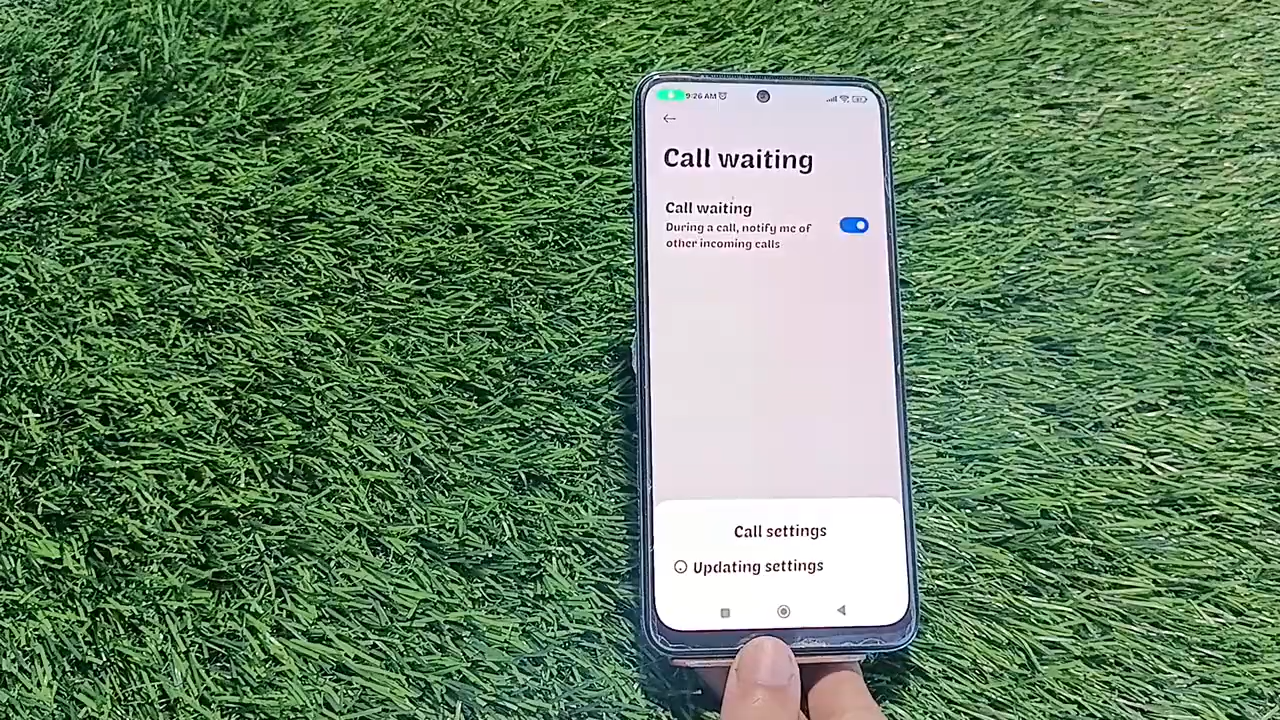 9:26 AM
Call waiting
Call waiting
During a call, notify me of
other incoming calls
Call settings
Updating settings